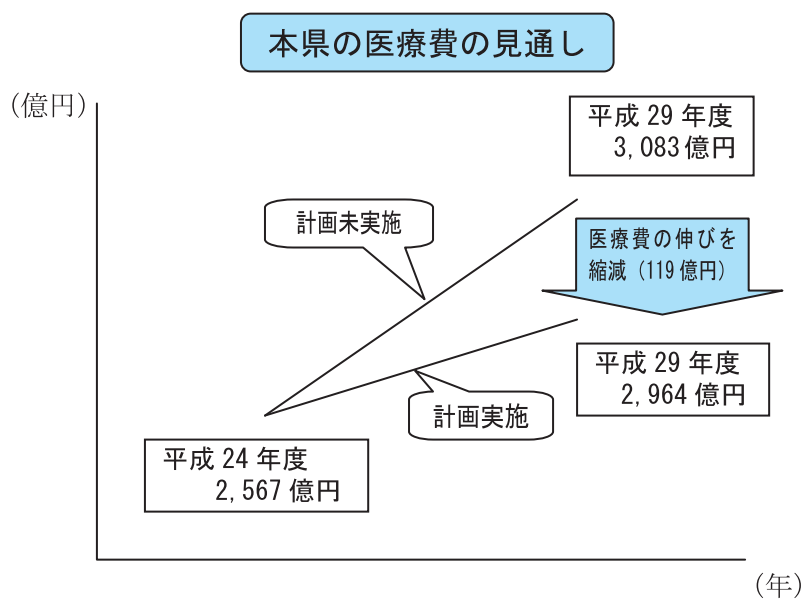 本県の医療費の見通し
(億円)
平成 29 年度
3,083 億円
計画未実施
医療費の伸びを
縮減（119 億円）
平成 29 年度
2,964 億円
計画実施
平成 24 年度
2,567 億円
(年)